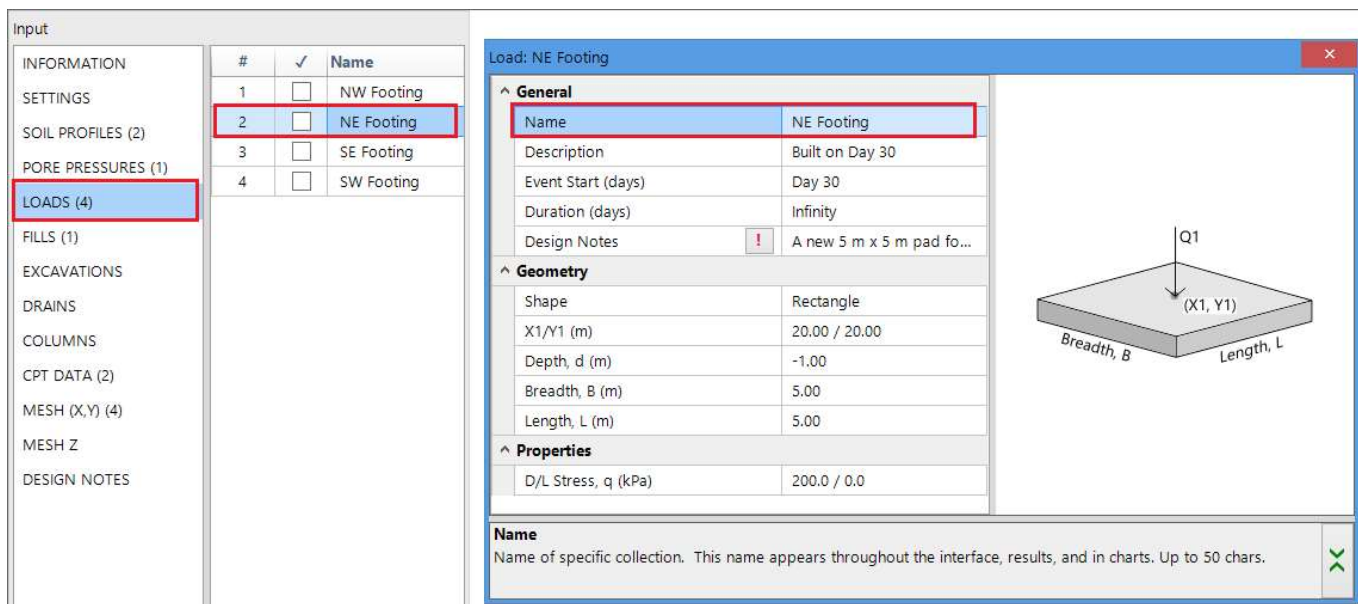 Input
INFORMATION
SETTINGS
SOIL PROFILES (2)
PORE PRESSURES (1)
LOADS (4)
FILLS (1)
EXCAVATIONS
DRAINS
COLUMNS
CPT DATA (2)
MESH (X,Y) (4)
MESH Z
DESIGN NOTES
# ✓ Name
1 NW Footing
2 NE Footing
3 SE Footing
4 SW Footing
Load: NE Footing
General
Name NE Footing
Description Built on Day 30
Event Start (days) Day 30
Duration (days) Infinity
Design Notes ! A new 5 m x 5 m pad fo...
Geometry
Shape Rectangle
X1/Y1 (m) 20.00 / 20.00
Depth, d (m) -1.00
Breadth, B (m) 5.00
Length, L (m) 5.00
Properties
D/L Stress, q (kPa) 200.0 / 0.0
Q1
(X1, Y1)
Breadth, B
Length, L
Name
Name of specific collection. This name appears throughout the interface, results, and in charts. Up to 50 chars.